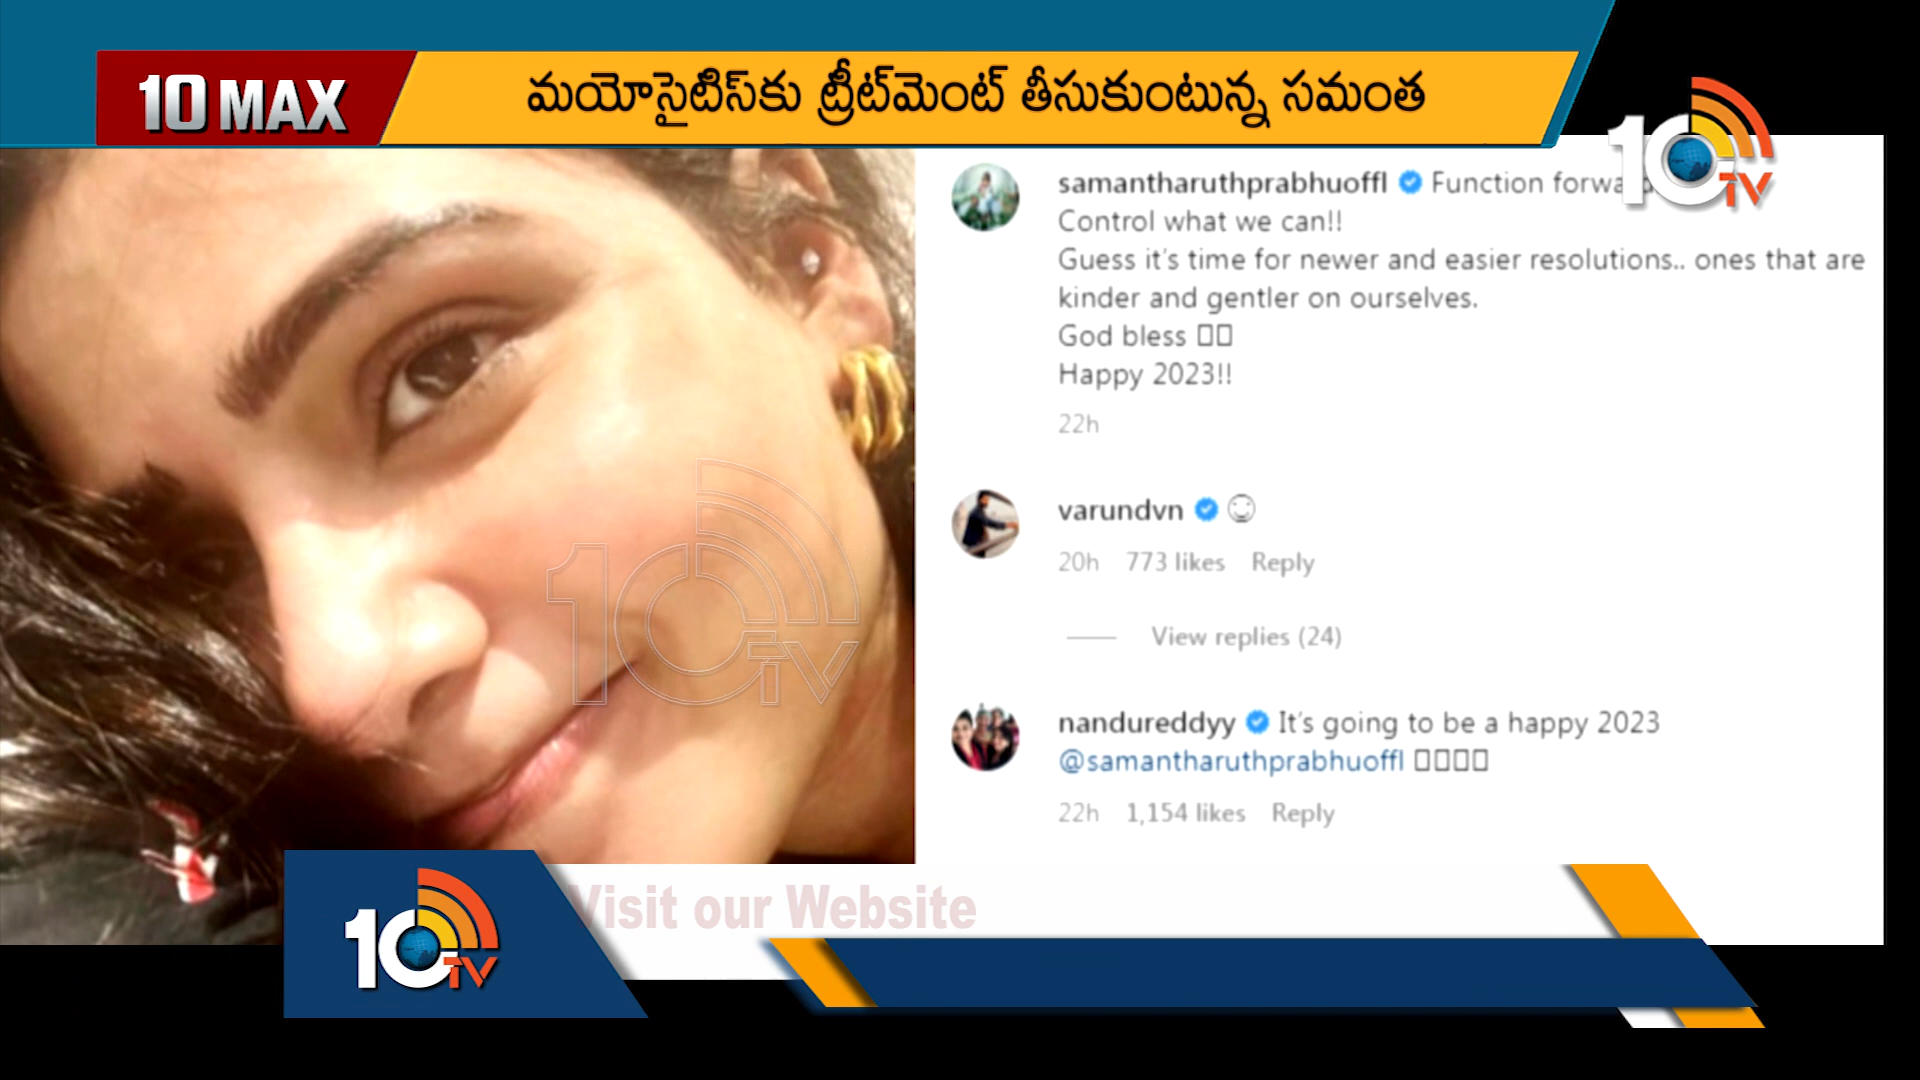 10 MAX
మయోసైటిస్‌కు ట్రీట్‌మెంట్ తీసుకుంటున్న సమంత
10 TV
samantharuthprabhuoffl Function
Control what we can!!
Guess it's time for newer and easier resolutions.. ones that are
kinder and gentler on ourselves.
God bless
Happy 2023!!
22h
varundvn
20h 773 likes Reply
View replies (24)
nandureddyy It's going to be a happy 2023
@samantharuthprabhuoffl
22h 1,154 likes Reply
10 TV
Visit our Website
10 TV